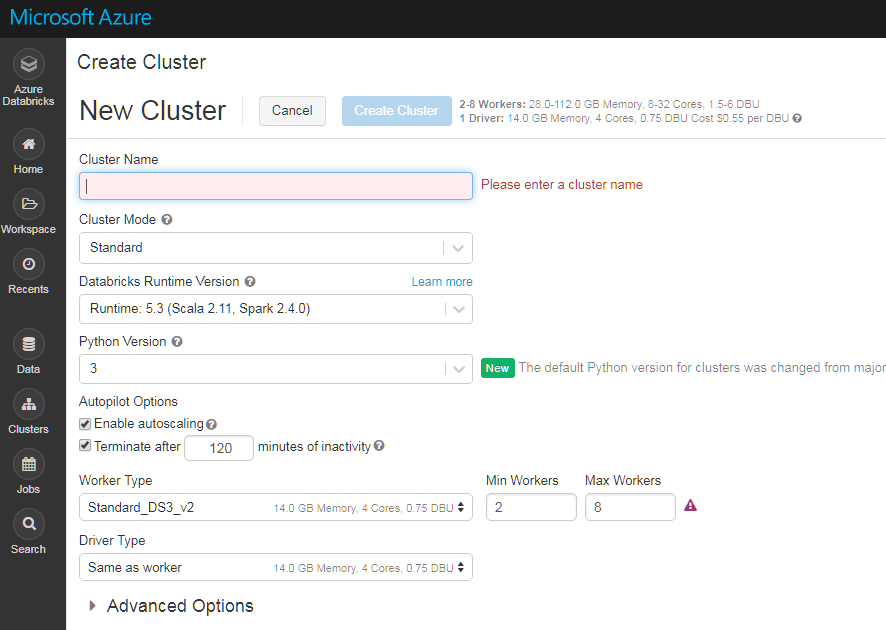 Microsoft Azure
Azure
Databricks
Home
Workspace
Recents
Data
Clusters
Jobs
Search
Create Cluster
New Cluster
Cancel
Create Cluster
2-8 Workers: 28.0-112.0 GB Memory, 8-32 Cores, 1.5-6 DBU
1 Driver: 14.0 GB Memory, 4 Cores, 0.75 DBU Cost $0.55 per DBU
Cluster Name
Please enter a cluster name
Cluster Mode
Standard
Databricks Runtime Version Learn more
Runtime: 5.3 (Scala 2.11, Spark 2.4.0)
Python Version
3
New The default Python version for clusters was changed from major
Autopilot Options
Enable autoscaling
Terminate after 120 minutes of inactivity
Worker Type Min Workers Max Workers
Standard_DS3_v2 14.0 GB Memory, 4 Cores, 0.75 DBU 2 8
Driver Type
Same as worker 14.0 GB Memory, 4 Cores, 0.75 DBU
Advanced Options